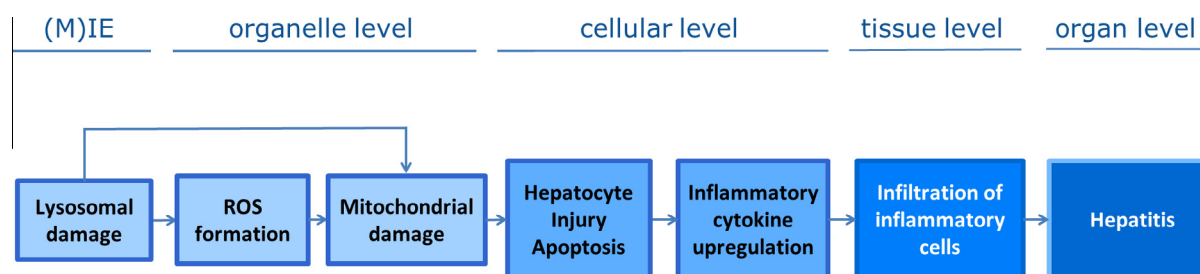 (M)IE
organelle level
cellular level
tissue level
organ level
Lysosomal
damage
ROS
formation
Mitochondrial
damage
Hepatocyte
Injury
Apoptosis
Inflammatory
cytokine
upregulation
Infiltration of
inflammatory
cells
Hepatitis